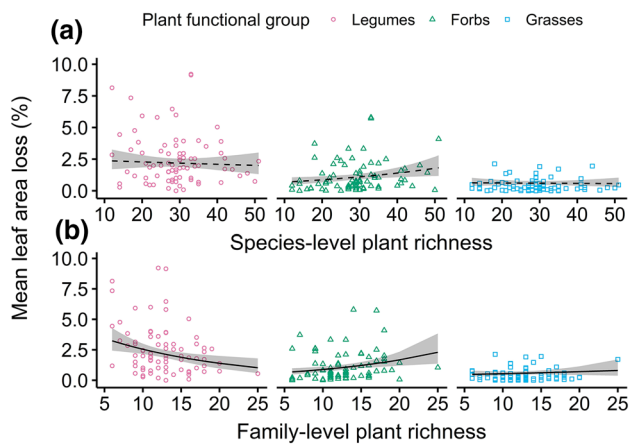 Plant functional group Legumes Forbs Grasses
(a)
Mean leaf area loss (%)
10.0
7.5
5.0
2.5
0.0
10 20 30 40 50 10 20 30 40 50 10 20 30 40 50
Species-level plant richness
(b)
10.0
7.5
5.0
2.5
0.0
5 10 15 20 25 5 10 15 20 25 5 10 15 20 25
Family-level plant richness